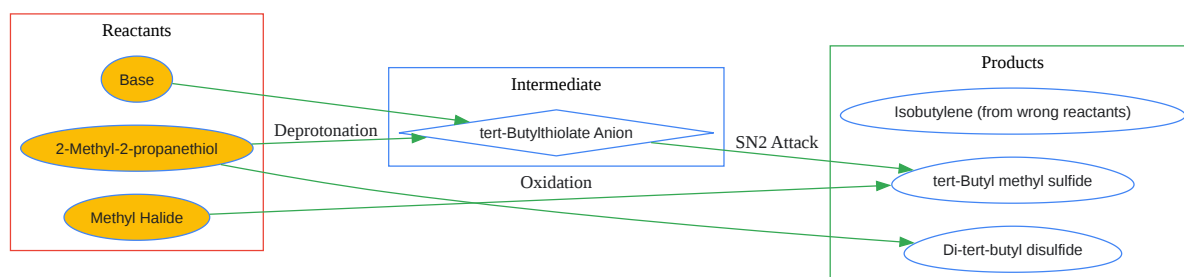 Reactants
Base
2-Methyl-2-propanethiol
Methyl Halide
Deprotonation
Oxidation
Intermediate
tert-Butylthiolate Anion
SN2 Attack
Products
Isobutylene (from wrong reactants)
tert-Butyl methyl sulfide
Di-tert-butyl disulfide